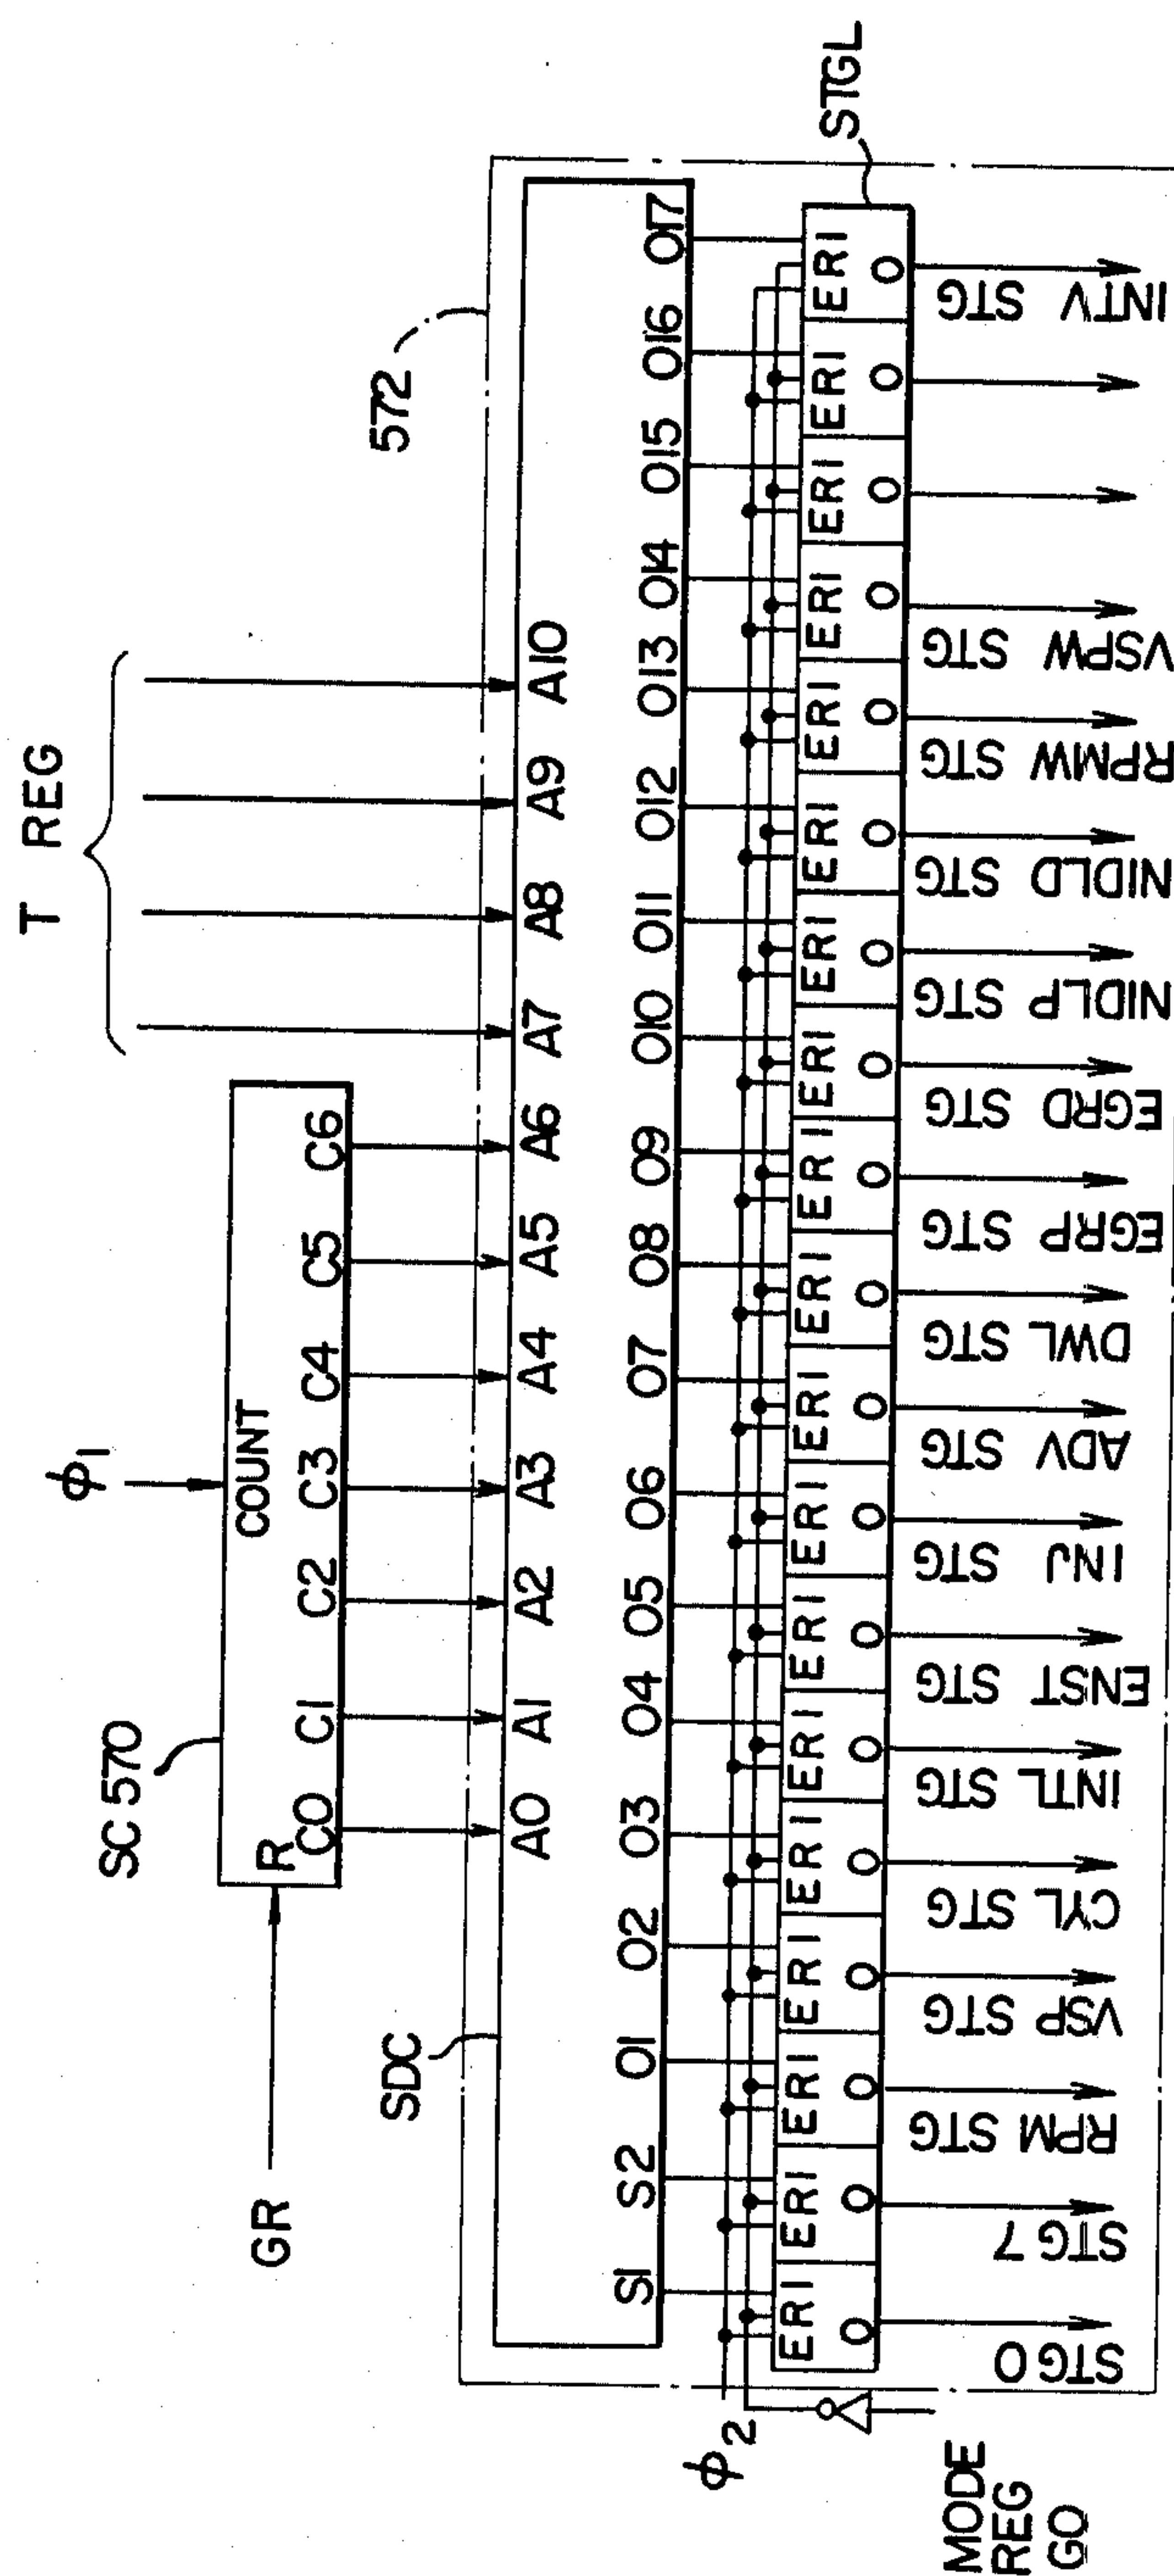 T REG
ϕ1
GR
SC 570
R
COUNT
C0 C1 C2 C3 C4 C5 C6
572
SDC
A0 A1 A2 A3 A4 A5 A6 A7 A8 A9 A10
S1 S2 O1 O2 O3 O4 O5 O6 O7 O8 O9 O10 O11 O12 O13 O14 O15 O16 O17
STGL
ϕ2
ERI ERI ERI ERI ERI ERI ERI ERI ERI ERI ERI ERI ERI ERI ERI ERI ERI ERI ERI
O O O O O O O O O O O O O O O O O O O
MODE
REG
GO
STG 0
STG 7
RPM STG
VSP STG
CYL STG
INTL STG
ENST STG
INJ STG
ADV STG
DWL STG
EGRP STG
EGRD STG
NIDLP STG
NIDLD STG
RPMW STG
VSPW STG
INTV STG